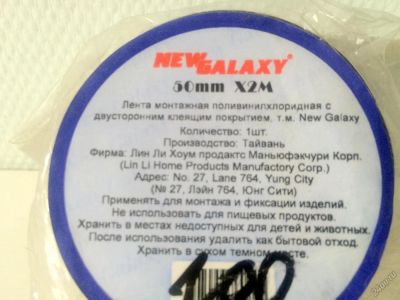 NEW GALAXY
50mm X2M
Лента монтажная поливинилхлоридная с
двусторонним клеящим покрытием, т.м. New Galaxy
Количество: 1шт.
Производство: Тайвань
Фирма: Лин Ли Хоум продактс Маньюфэкчури Корп.
(Lin Li Home Products Manufactory Corp.)
Адрес: No. 27, Lane 764, Yung City
(№ 27, Лэйн 764, Юнг Сити)
Применять для монтажа и фиксации изделий.
Не использовать для пищевых продуктов.
Хранить в местах недоступных для детей и животных.
После использования удалить как бытовой отход.
Хранить в сухом темном месте.